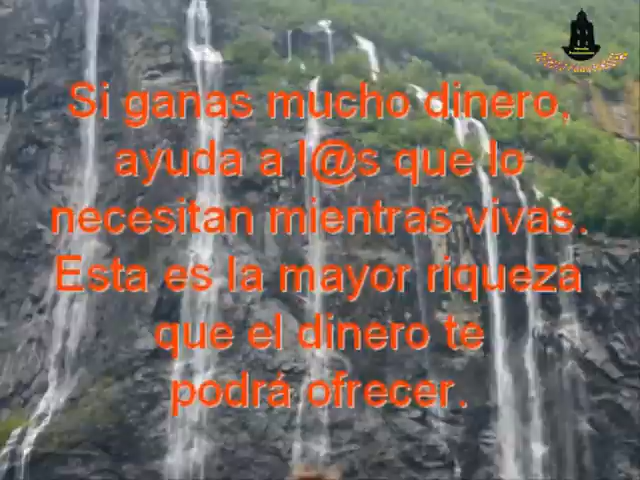 Si ganas mucho dinero,
ayuda a l@s que lo
necesitan mientras vivas.
Esta es la mayor riqueza
que el dinero te
podrá ofrecer.